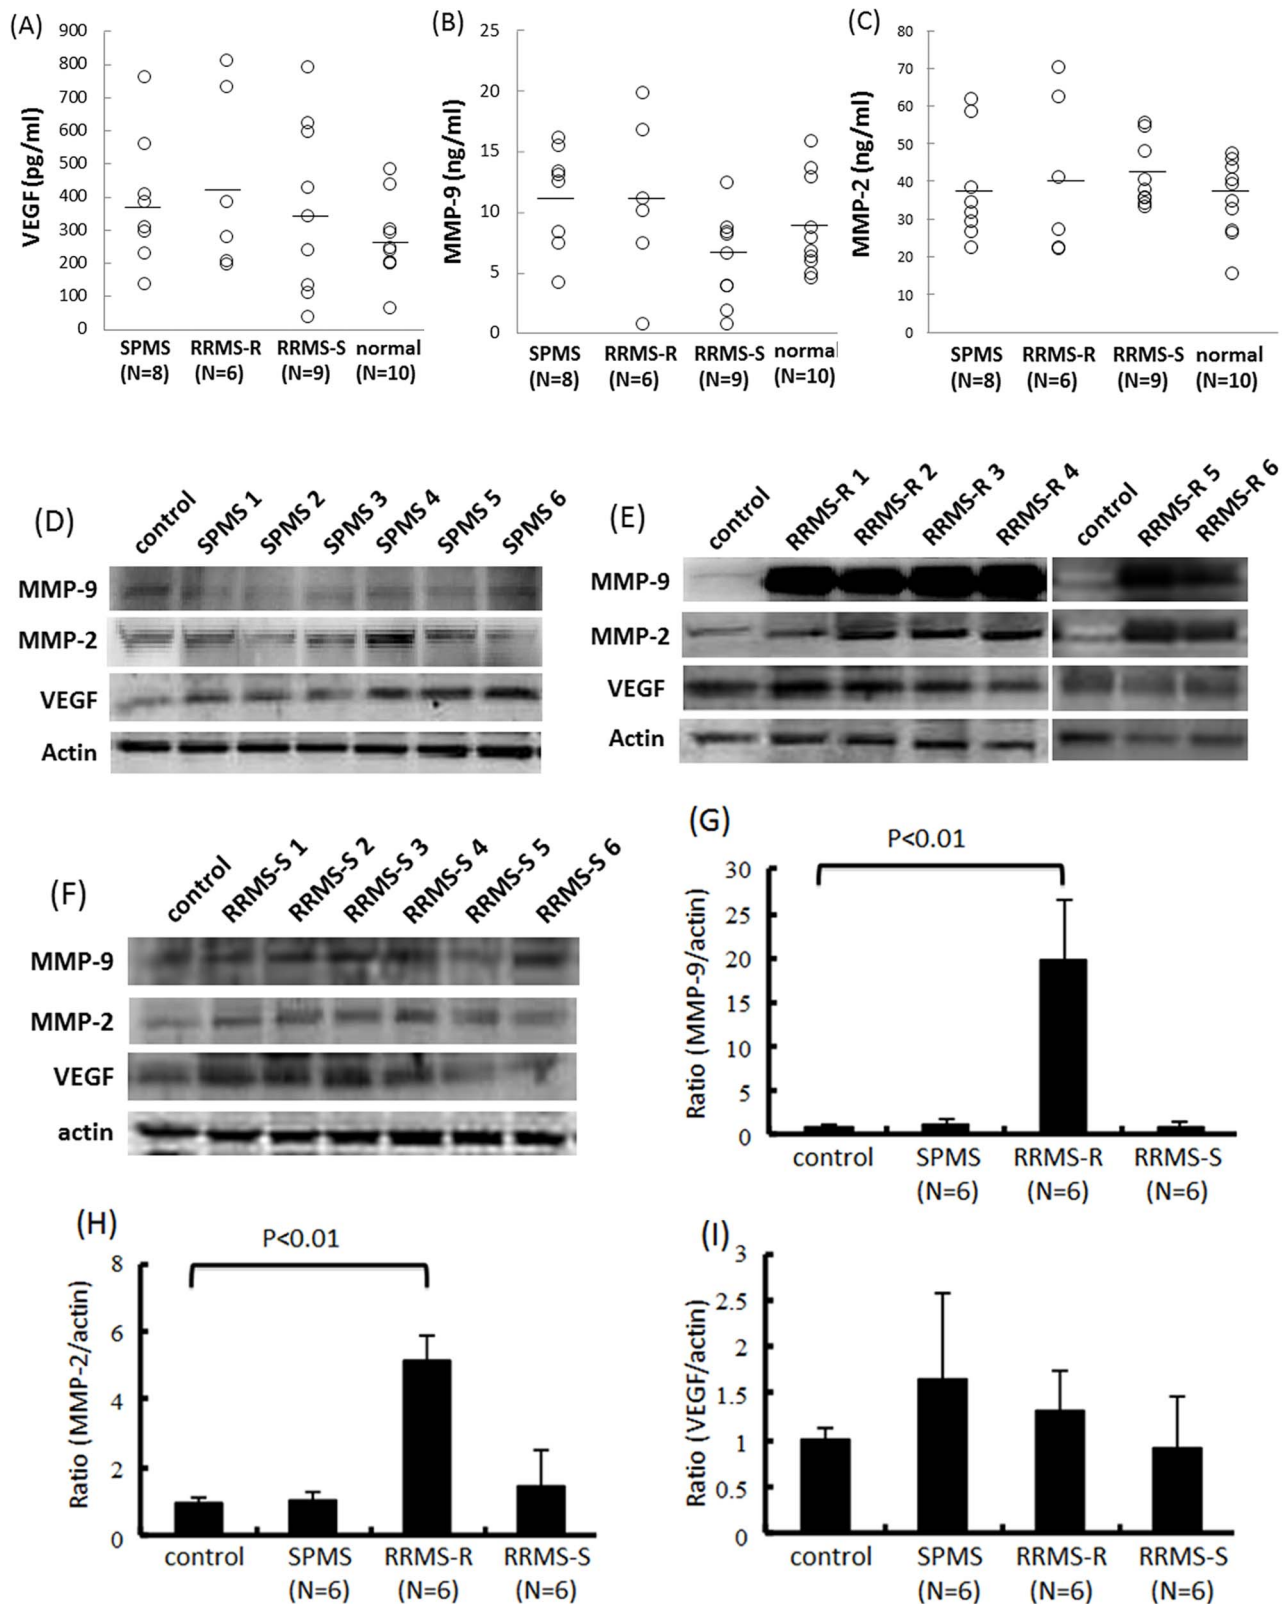 (A)
VEGF (pg/ml)
900
800
700
600
500
400
300
200
100
0
SPMS RRMS-R RRMS-S normal
(N=8) (N=6) (N=9) (N=10)
(B)
MMP-9 (ng/ml)
25
20
15
10
5
0
SPMS RRMS-R RRMS-S normal
(N=8) (N=6) (N=9) (N=10)
(C)
MMP-2 (ng/ml)
80
70
60
50
40
30
20
10
0
SPMS RRMS-R RRMS-S normal
(N=8) (N=6) (N=9) (N=10)
(D)
control SPMS 1 SPMS 2 SPMS 3 SPMS 4 SPMS 5 SPMS 6
MMP-9
MMP-2
VEGF
Actin
(E)
control RRMS-R 1 RRMS-R 2 RRMS-R 3 RRMS-R 4 control RRMS-R 5 RRMS-R 6
MMP-9
MMP-2
VEGF
Actin
(F)
control RRMS-S 1 RRMS-S 2 RRMS-S 3 RRMS-S 4 RRMS-S 5 RRMS-S 6
MMP-9
MMP-2
VEGF
actin
(G)
P<0.01
Ratio (MMP-9/actin)
30
25
20
15
10
5
0
control SPMS RRMS-R RRMS-S
(N=6) (N=6) (N=6)
(H)
P<0.01
Ratio (MMP-2/actin)
8
6
4
2
0
control SPMS RRMS-R RRMS-S
(N=6) (N=6) (N=6)
(I)
Ratio (VEGF/actin)
3
2.5
2
1.5
1
0.5
0
control SPMS RRMS-R RRMS-S
(N=6) (N=6) (N=6)